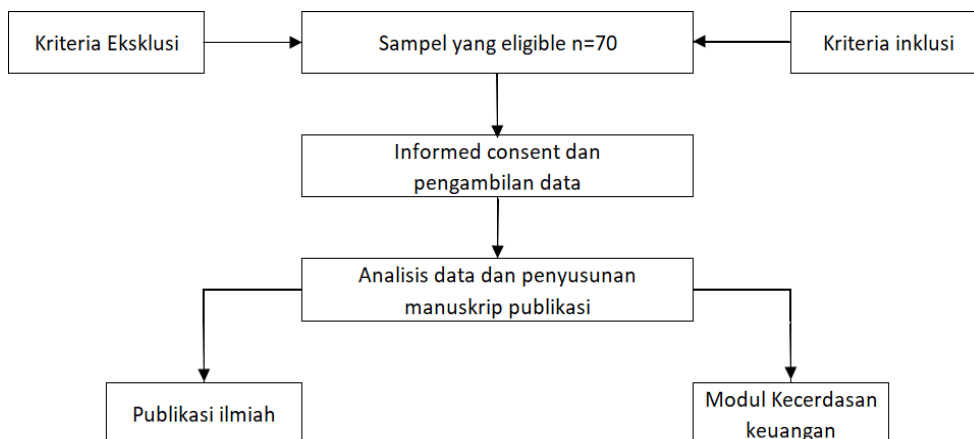 Kriteria Eksklusi
Sampel yang eligible n=70
Kriteria inklusi
Informed consent dan
pengambilan data
Analisis data dan penyusunan
manuskrip publikasi
Publikasi ilmiah
Modul Kecerdasan
keuangan